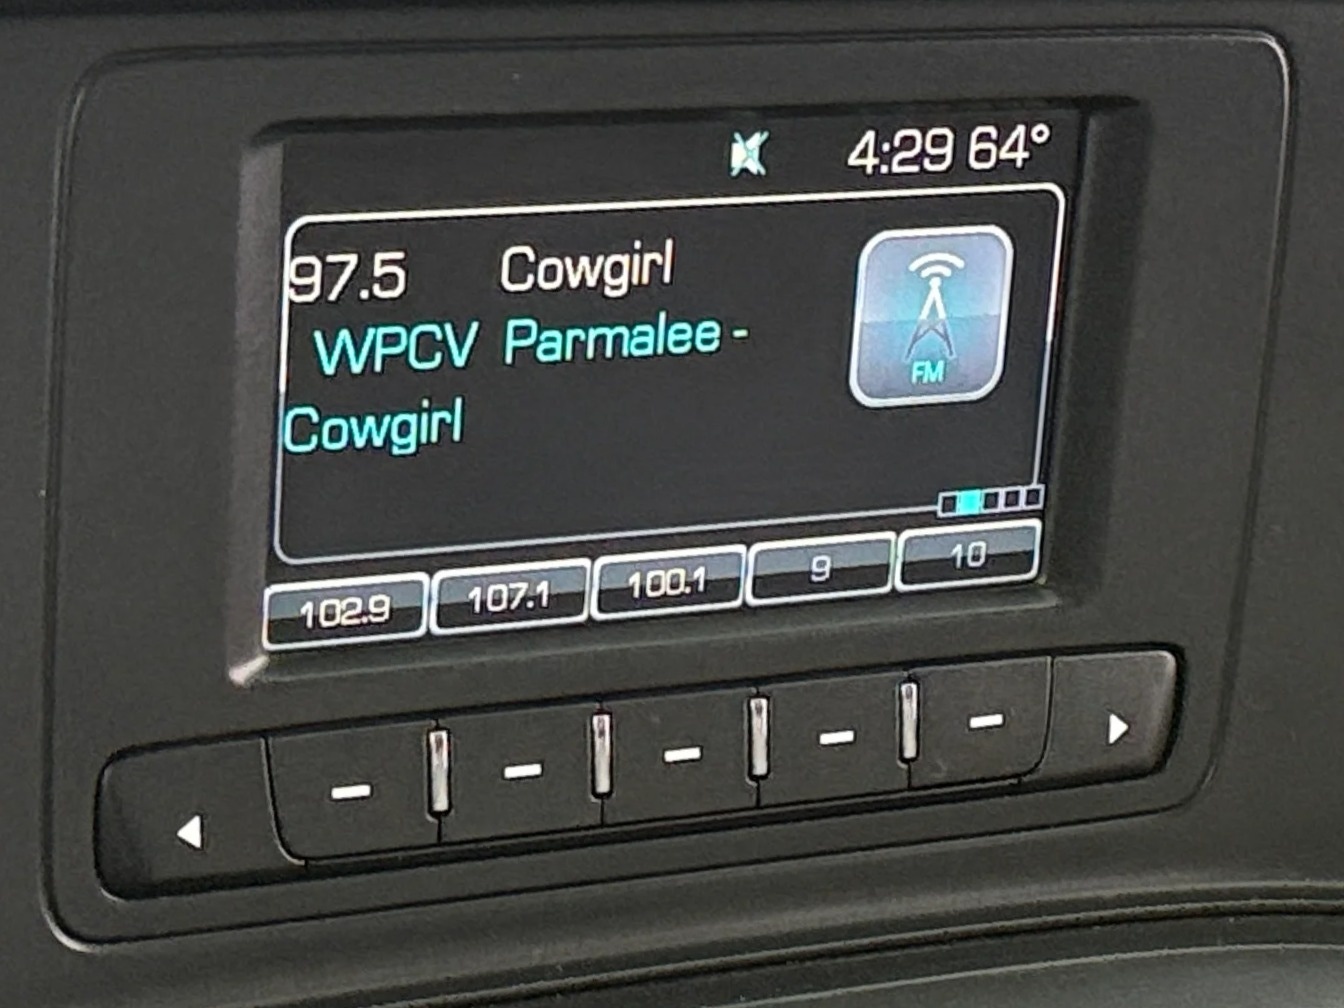 4:29 64°
97.5 Cowgirl
WPCV Parmalee -
Cowgirl
FM
102.9 107.1 100.1 9 10